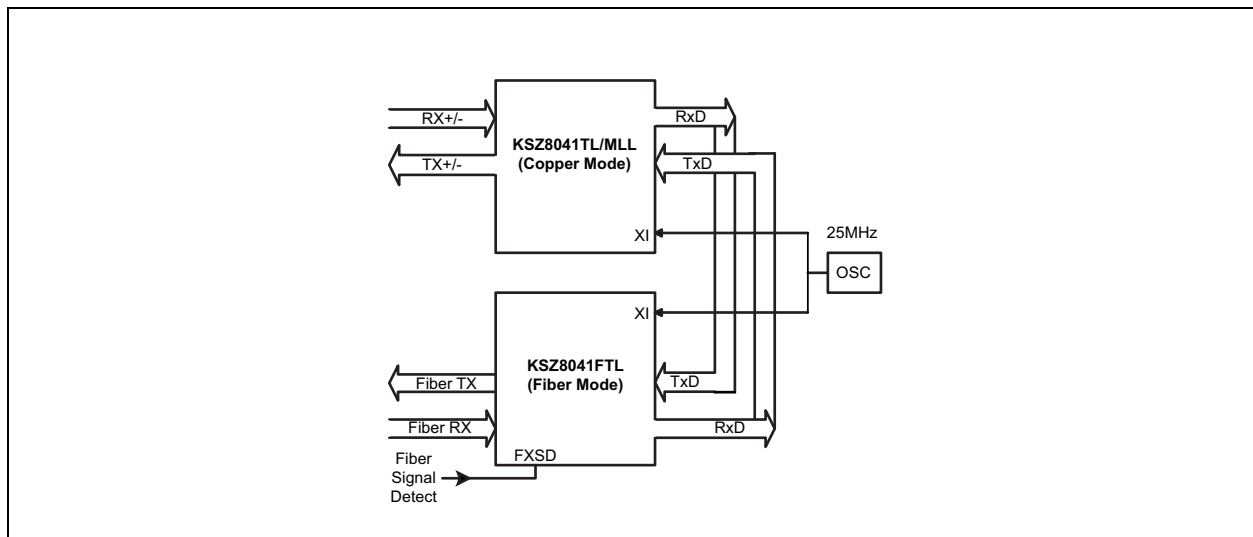 RX+/-
TX+/-
KSZ8041TL/MLL
(Copper Mode)
RxD
TxD
XI
25MHz
OSC
XI
KSZ8041FTL
(Fiber Mode)
Fiber TX
Fiber RX
TxD
RxD
FXSD
Fiber
Signal
Detect